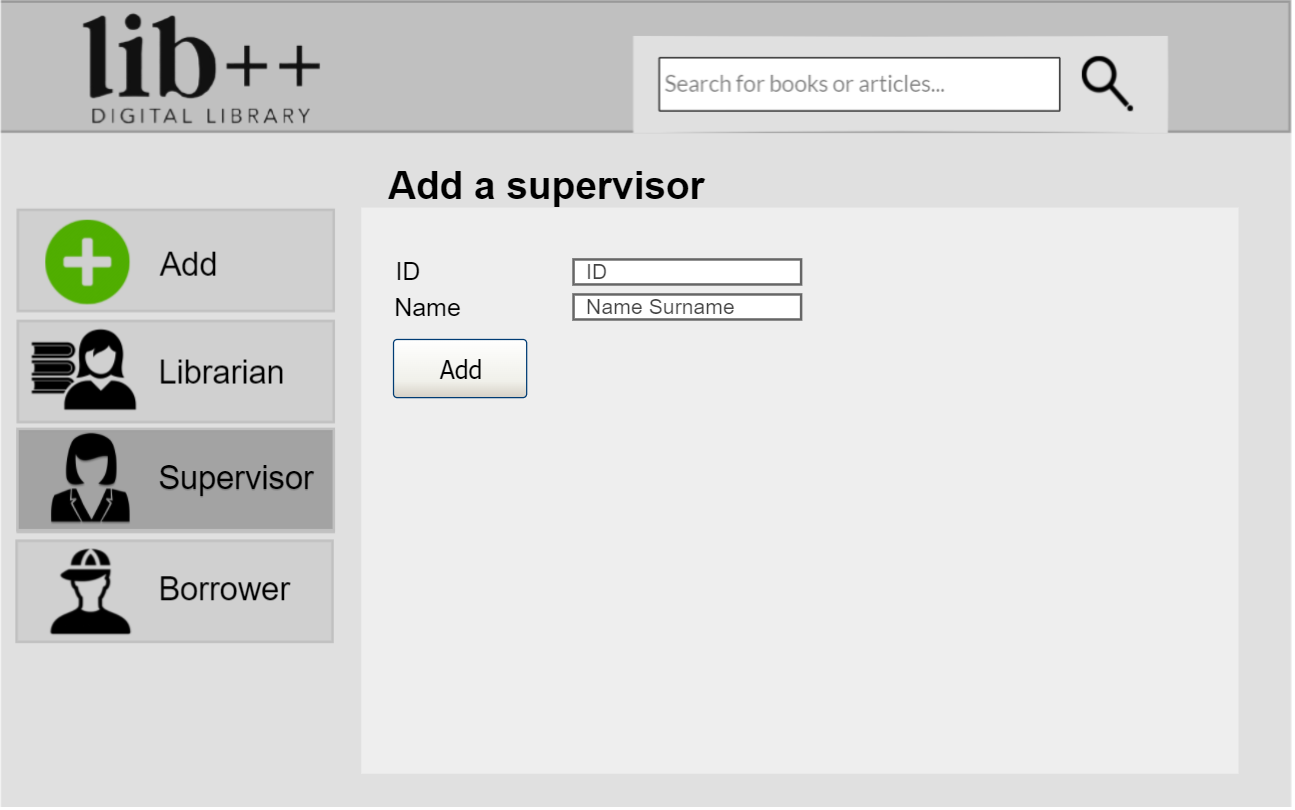 lib++
DIGITAL LIBRARY
Search for books or articles...
Add a supervisor
Add
Librarian
Supervisor
Borrower
ID ID
Name Name Surname
Add